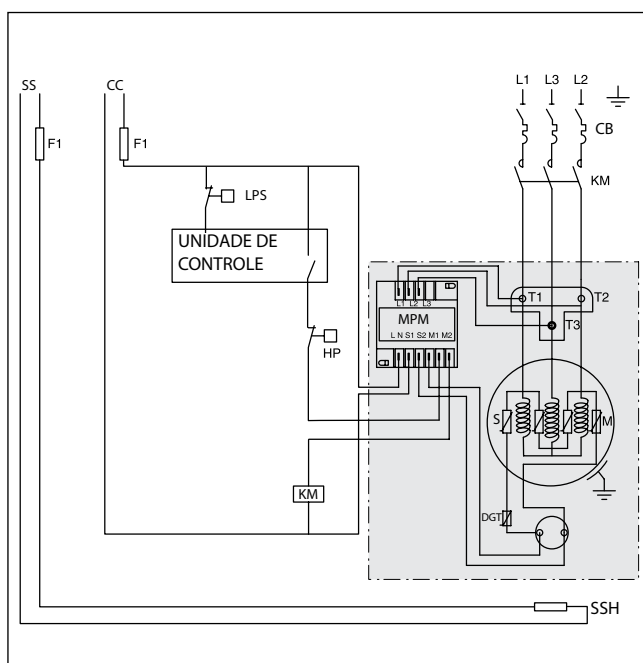 SS
CC
L1 L3 L2
F1
F1
CB
KM
LPS
UNIDADE DE
CONTROLE
HP
L1 L2 L3
MPM
L N S1 S2 M1 M2
T1
T2
T3
S
M
KM
DGT
SSH